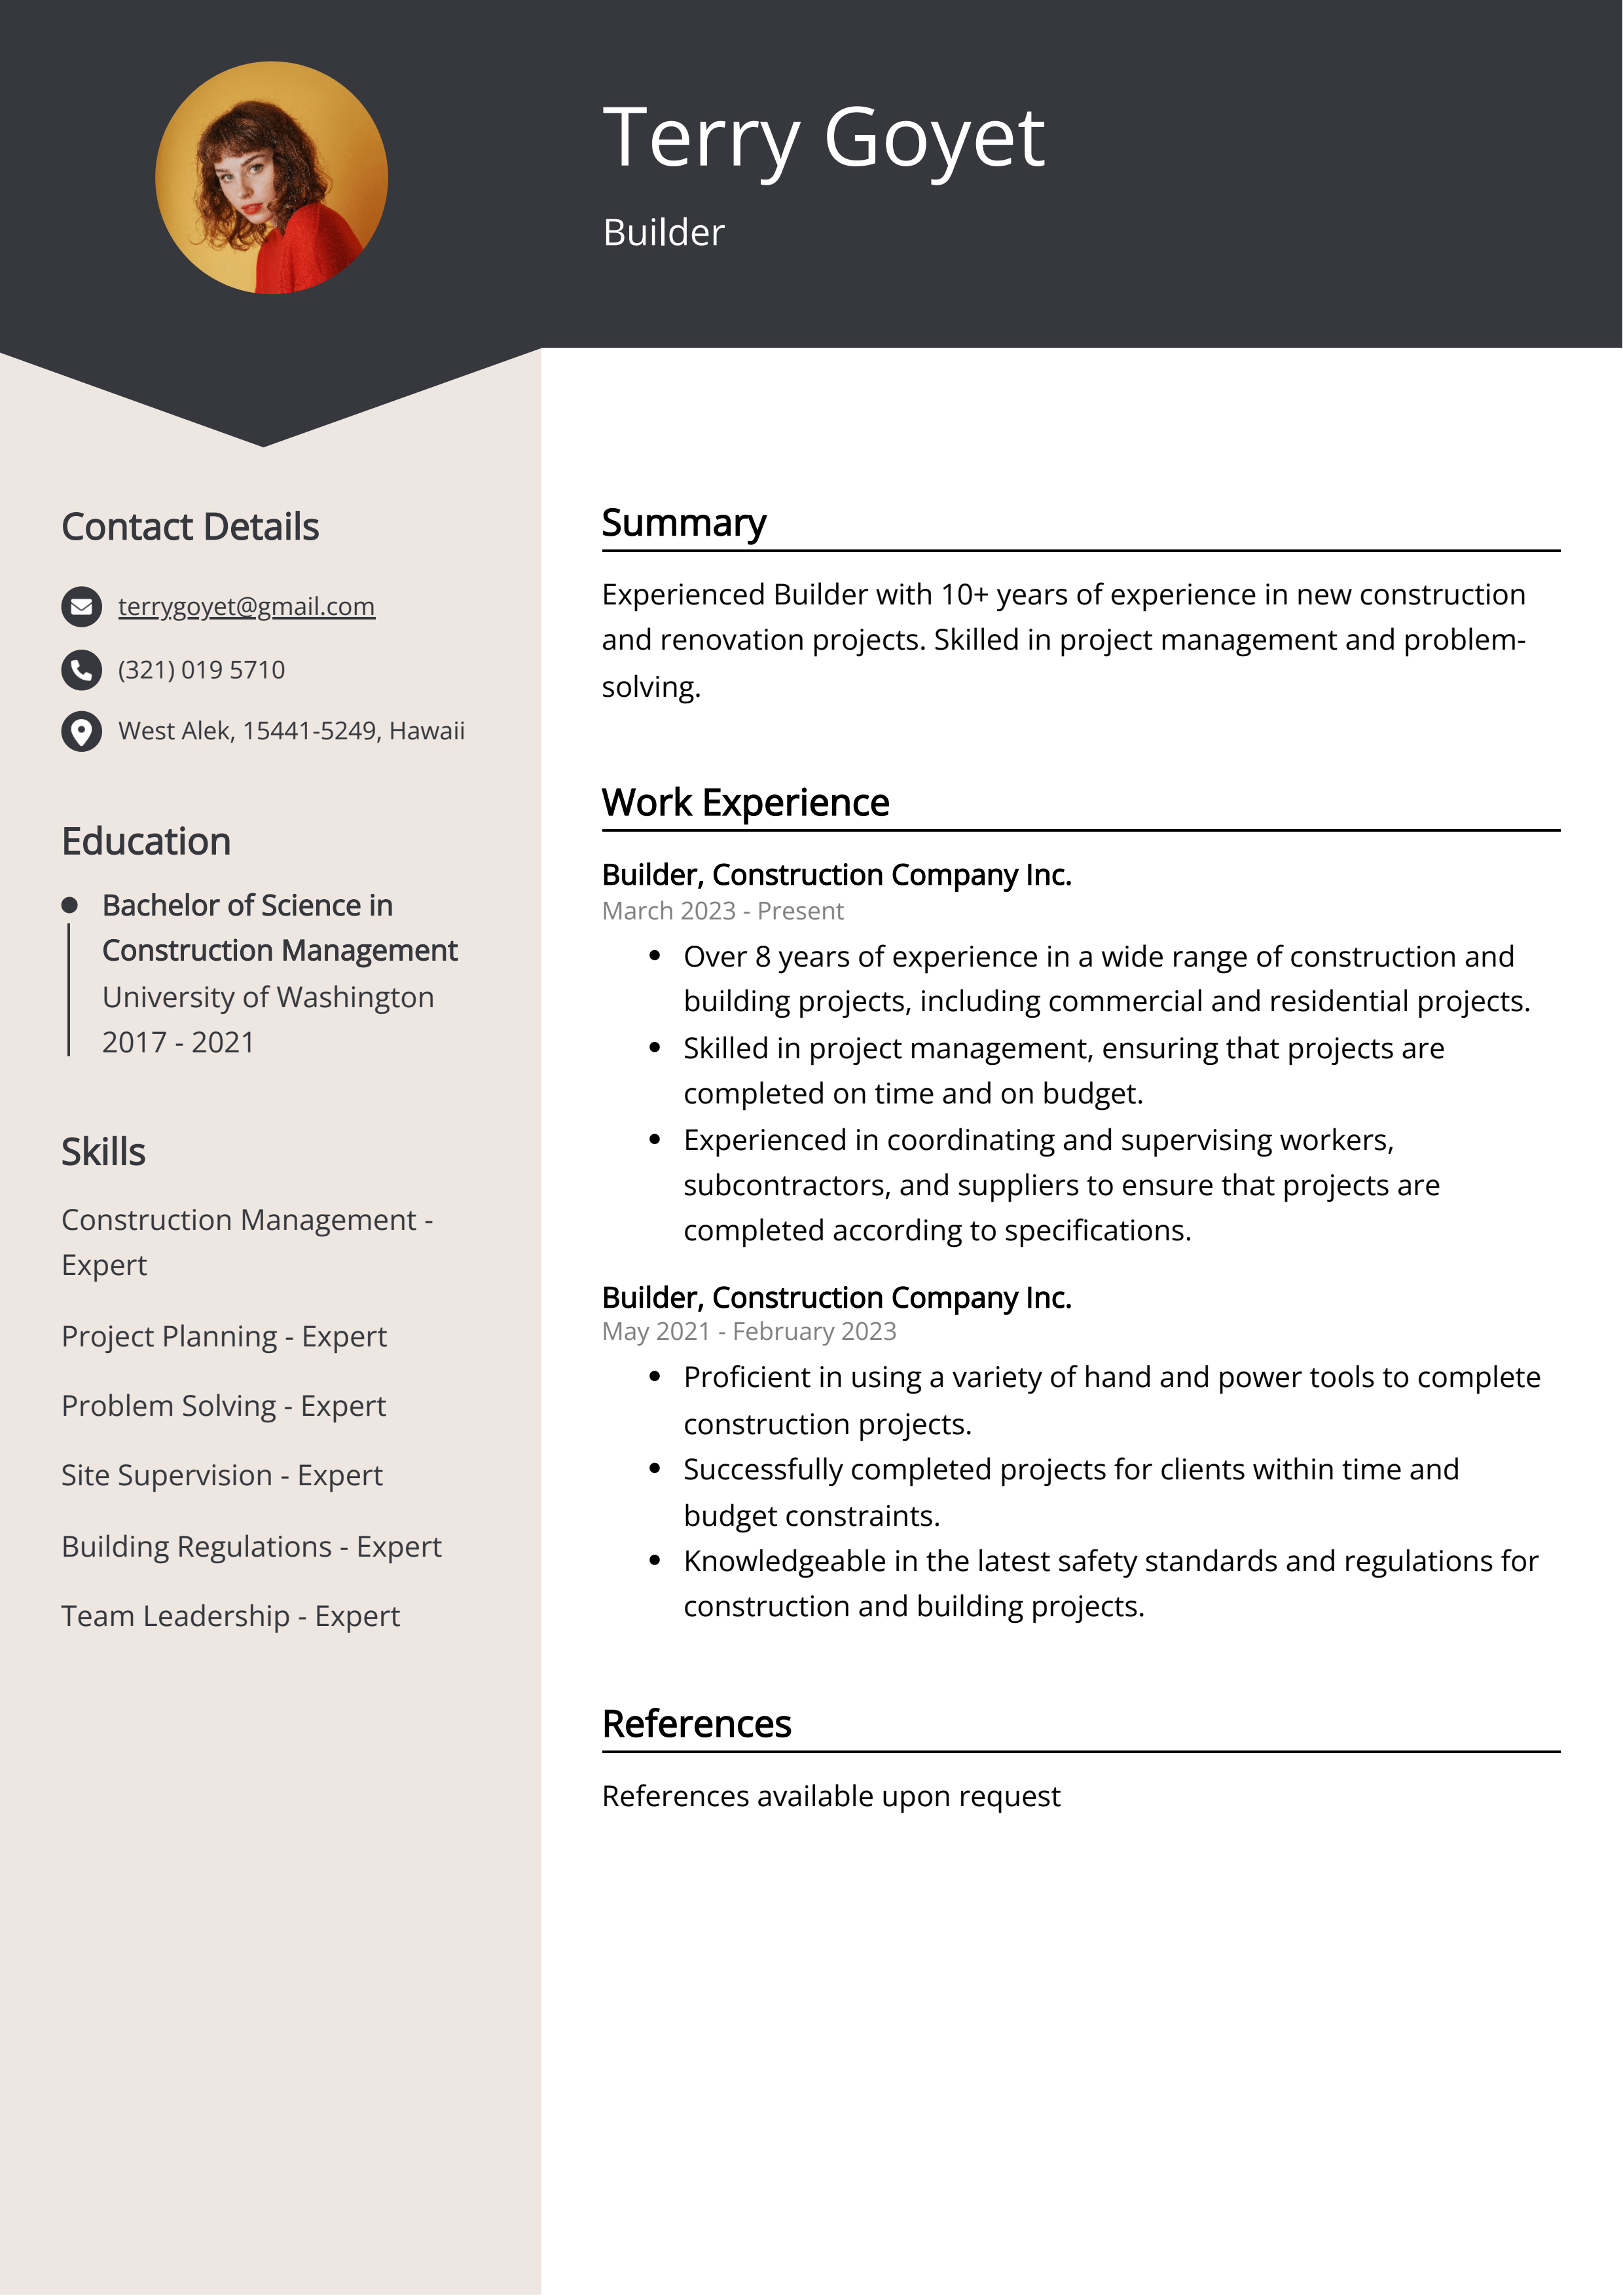 Terry Goyet
Builder
Contact Details
terrygoyet@gmail.com
(321) 019 5710
West Alek, 15441-5249, Hawaii
Education
Bachelor of Science in
Construction Management
University of Washington
2017 - 2021
Skills
Construction Management -
Expert
Project Planning - Expert
Problem Solving - Expert
Site Supervision - Expert
Building Regulations - Expert
Team Leadership - Expert
Summary
Experienced Builder with 10+ years of experience in new construction
and renovation projects. Skilled in project management and problem-
solving.
Work Experience
Builder, Construction Company Inc.
March 2023 - Present
• Over 8 years of experience in a wide range of construction and
building projects, including commercial and residential projects.
• Skilled in project management, ensuring that projects are
completed on time and on budget.
• Experienced in coordinating and supervising workers,
subcontractors, and suppliers to ensure that projects are
completed according to specifications.
Builder, Construction Company Inc.
May 2021 - February 2023
• Proficient in using a variety of hand and power tools to complete
construction projects.
• Successfully completed projects for clients within time and
budget constraints.
• Knowledgeable in the latest safety standards and regulations for
construction and building projects.
References
References available upon request